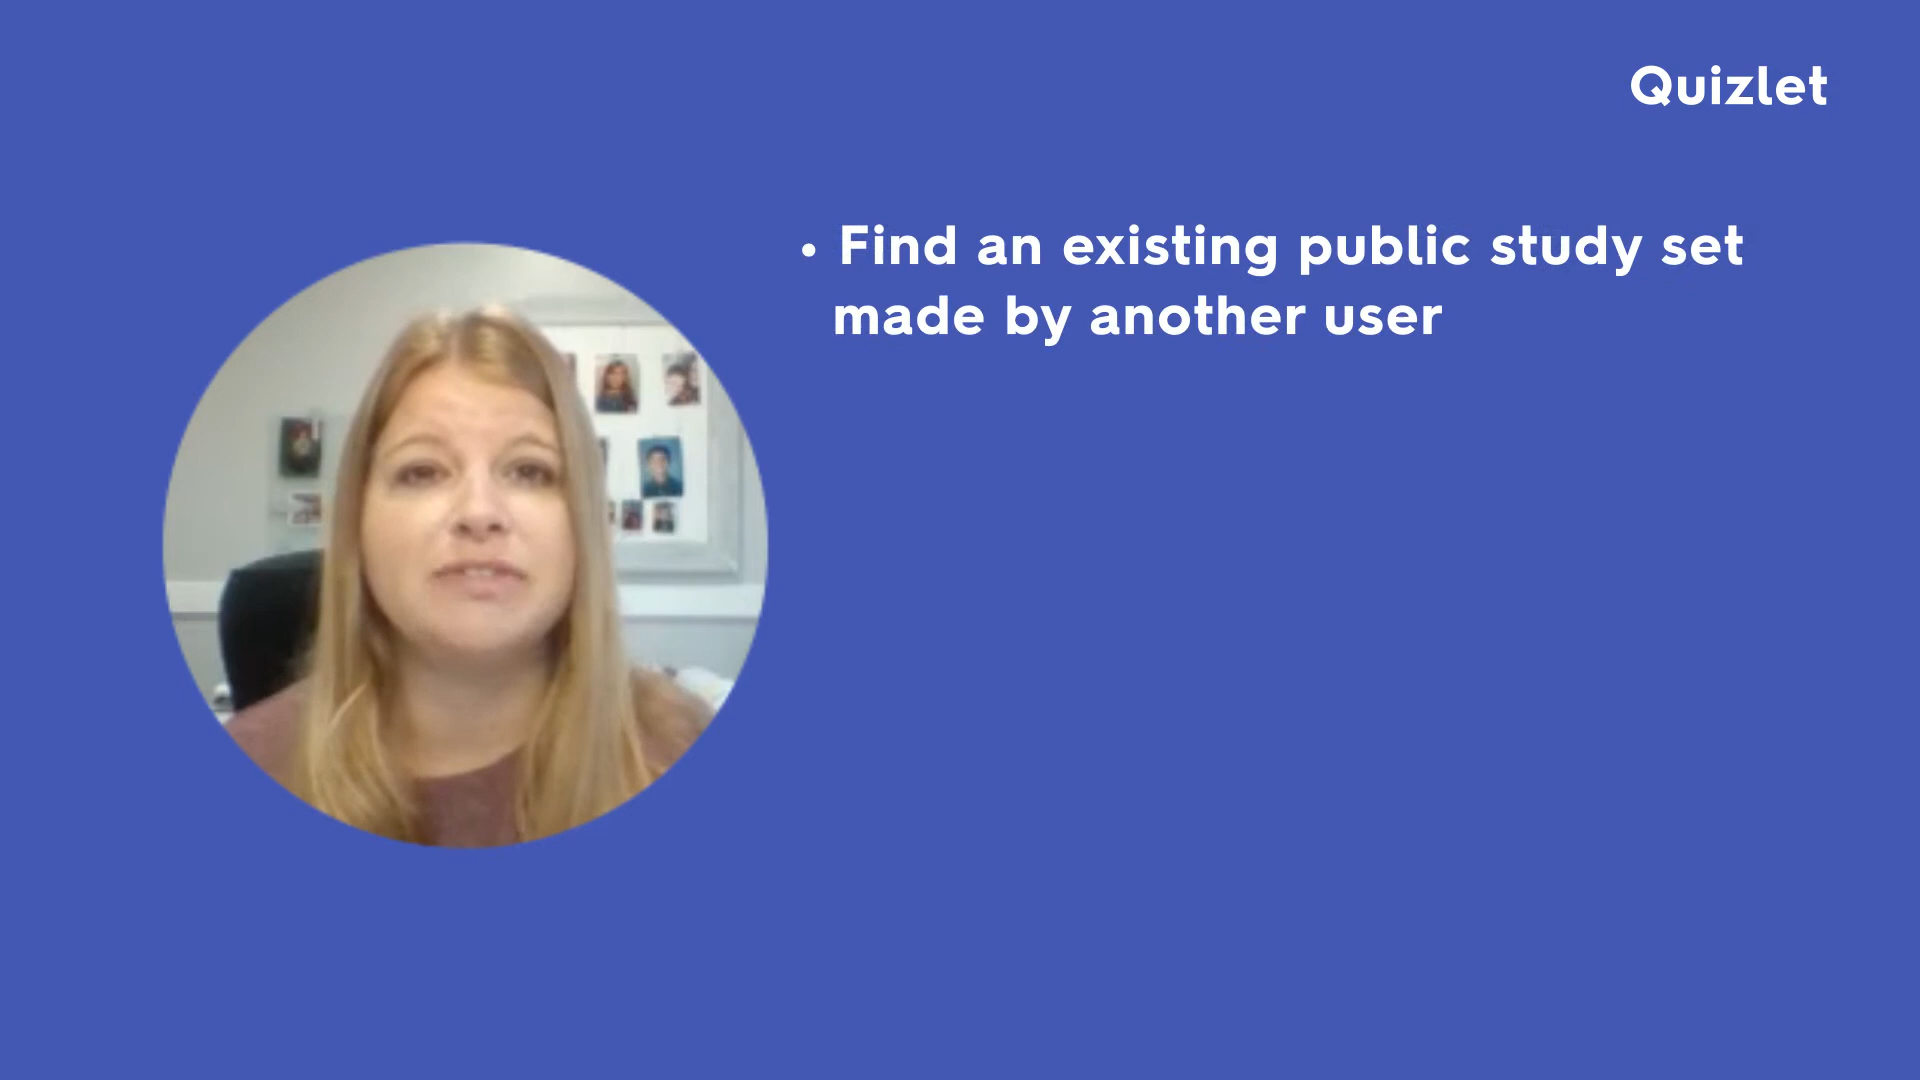 Quizlet
• Find an existing public study set
made by another user